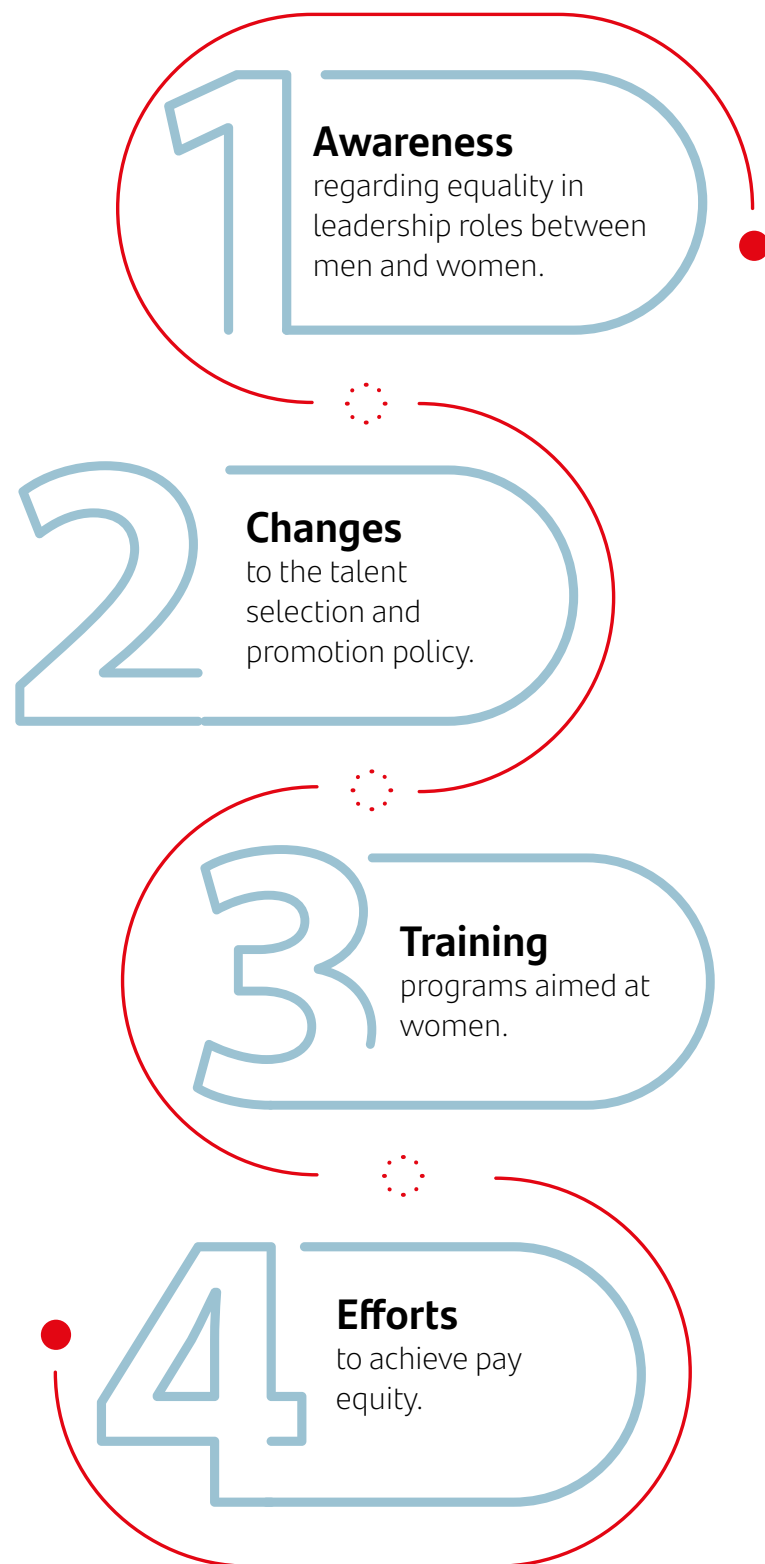 1
Awareness
regarding equality in
leadership roles between
men and women.
2
Changes
to the talent
selection and
promotion policy.
3
Training
programs aimed at
women.
4
Efforts
to achieve pay
equity.